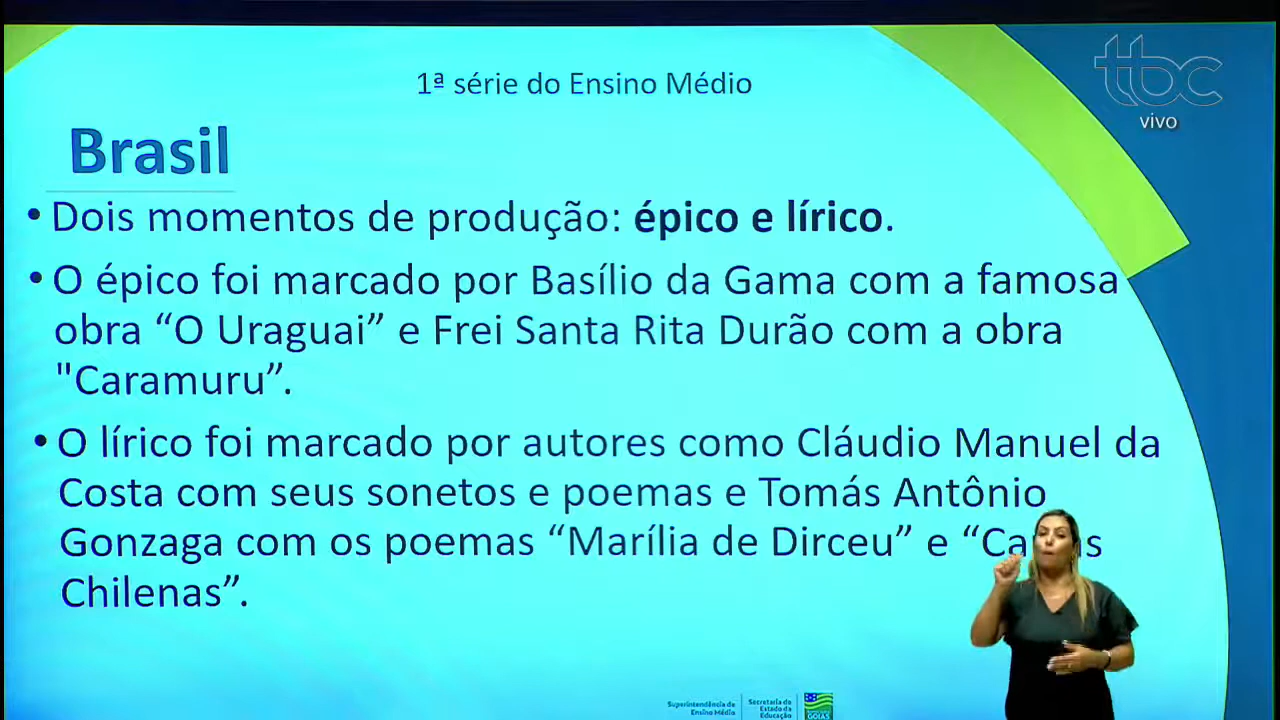 1ª série do Ensino Médio
ttbc
vivo
Brasil
• Dois momentos de produção: épico e lírico.
• O épico foi marcado por Basílio da Gama com a famosa
obra “O Uraguai” e Frei Santa Rita Durão com a obra
"Caramuru”.
• O lírico foi marcado por autores como Cláudio Manuel da
Costa com seus sonetos e poemas e Tomás Antônio
Gonzaga com os poemas “Marília de Dirceu” e
Chilenas”.
Superintendência de
Ensino Médio
Secretaria de
Estado da
Educação
GOIÁS